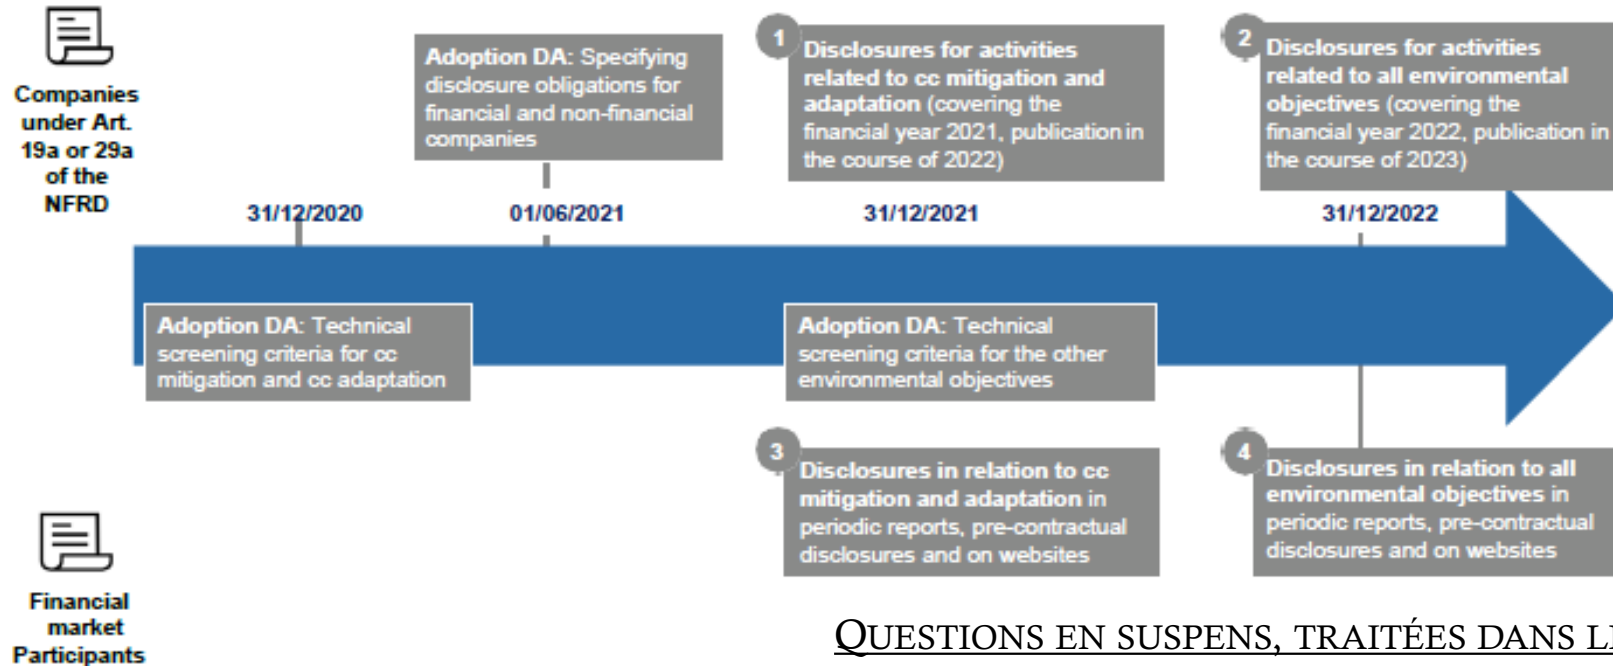 Companies
under Art.
19a or 29a
of the
NFRD
Adoption DA: Specifying
disclosure obligations for
financial and non-financial
companies
1
Disclosures for activities
related to cc mitigation and
adaptation (covering the
financial year 2021, publication in
the course of 2022)
2
Disclosures for activities
related to all environmental
objectives (covering the
financial year 2022, publication in
the course of 2023)
31/12/2020
01/06/2021
31/12/2021
31/12/2022
Adoption DA: Technical
screening criteria for cc
mitigation and cc adaptation
Adoption DA: Technical
screening criteria for the other
environmental objectives
3
Disclosures in relation to cc
mitigation and adaptation in
periodic reports, pre-contractual
disclosures and on websites
4
Disclosures in relation to all
environmental objectives in
periodic reports, pre-contractual
disclosures and on websites
Financial
market
Participants
QUESTIONS EN SUSPENS, TRAITÉES DANS